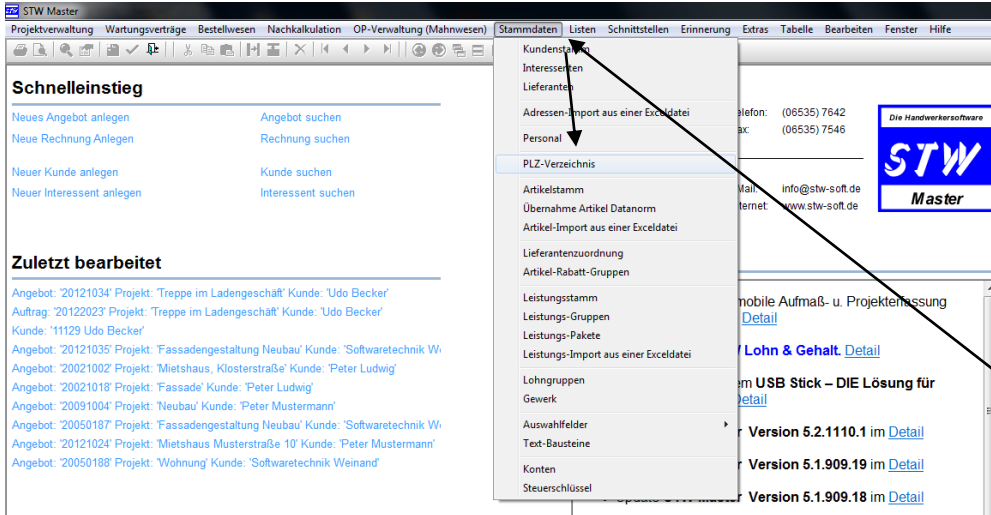 STW Master
Projektverwaltung Wartungsverträge Bestellwesen Nachkalkulation OP-Verwaltung (Mahnwesen) Stammdaten Listen Schnittstellen Erinnerung Extras Tabelle Bearbeiten Fenster Hilfe
Schnelleinstieg
Neues Angebot anlegen Angebot suchen
Neue Rechnung Anlegen Rechnung suchen
Neuer Kunde anlegen Kunde suchen
Neuer Interessent anlegen Interessent suchen
Zuletzt bearbeitet
Angebot: '20121034' Projekt: 'Treppe im Ladengeschäft' Kunde: 'Udo Becker'
Auftrag: '20122023' Projekt: 'Treppe im Ladengeschäft' Kunde: 'Udo Becker'
Kunde: '11129 Udo Becker'
Angebot: '20121035' Projekt: 'Fassadengestaltung Neubau' Kunde: 'Softwaretechnik
Angebot: '20021002' Projekt: 'Mietshaus, Klosterstraße' Kunde: 'Peter Ludwig'
Angebot: '20021018' Projekt: 'Fassade' Kunde: 'Peter Ludwig'
Angebot: '20091004' Projekt: 'Neubau' Kunde: 'Peter Mustermann'
Angebot: '20050187' Projekt: 'Fassadengestaltung Neubau' Kunde: 'Softwaretechnik
Angebot: '20121024' Projekt: 'Mietshaus Musterstraße 10' Kunde: 'Peter Mustermann'
Angebot: '20050188' Projekt: 'Wohnung' Kunde: 'Softwaretechnik Weinand'
Kundenstamm
Interessenten
Lieferanten
Adressen-Import aus einer Exceldatei
Personal
PLZ-Verzeichnis
Artikelstamm
Übernahme Artikel Datanorm
Artikel-Import aus einer Exceldatei
Lieferantenzuordnung
Artikel-Rabatt-Gruppen
Leistungsstamm
Leistungs-Gruppen
Leistungs-Pakete
Leistungs-Import aus einer Exceldatei
Lohngruppen
Gewerk
Auswahlfelder
Text-Bausteine
Konten
Steuerschlüssel
elefon: (06535) 7642
ax: (06535) 7546
Mail: info@stw-soft.de
ternet: www.stw-soft.de
Die Handwerkersoftware
STW
Master
mobile Aufmaß- u. Projekterfassung
Detail
Lohn & Gehalt. Detail
em USB Stick – DIE Lösung für
Detail
r Version 5.2.1110.1 im Detail
r Version 5.1.909.19 im Detail
Update STW Master Version 5.1.909.18 im Detail